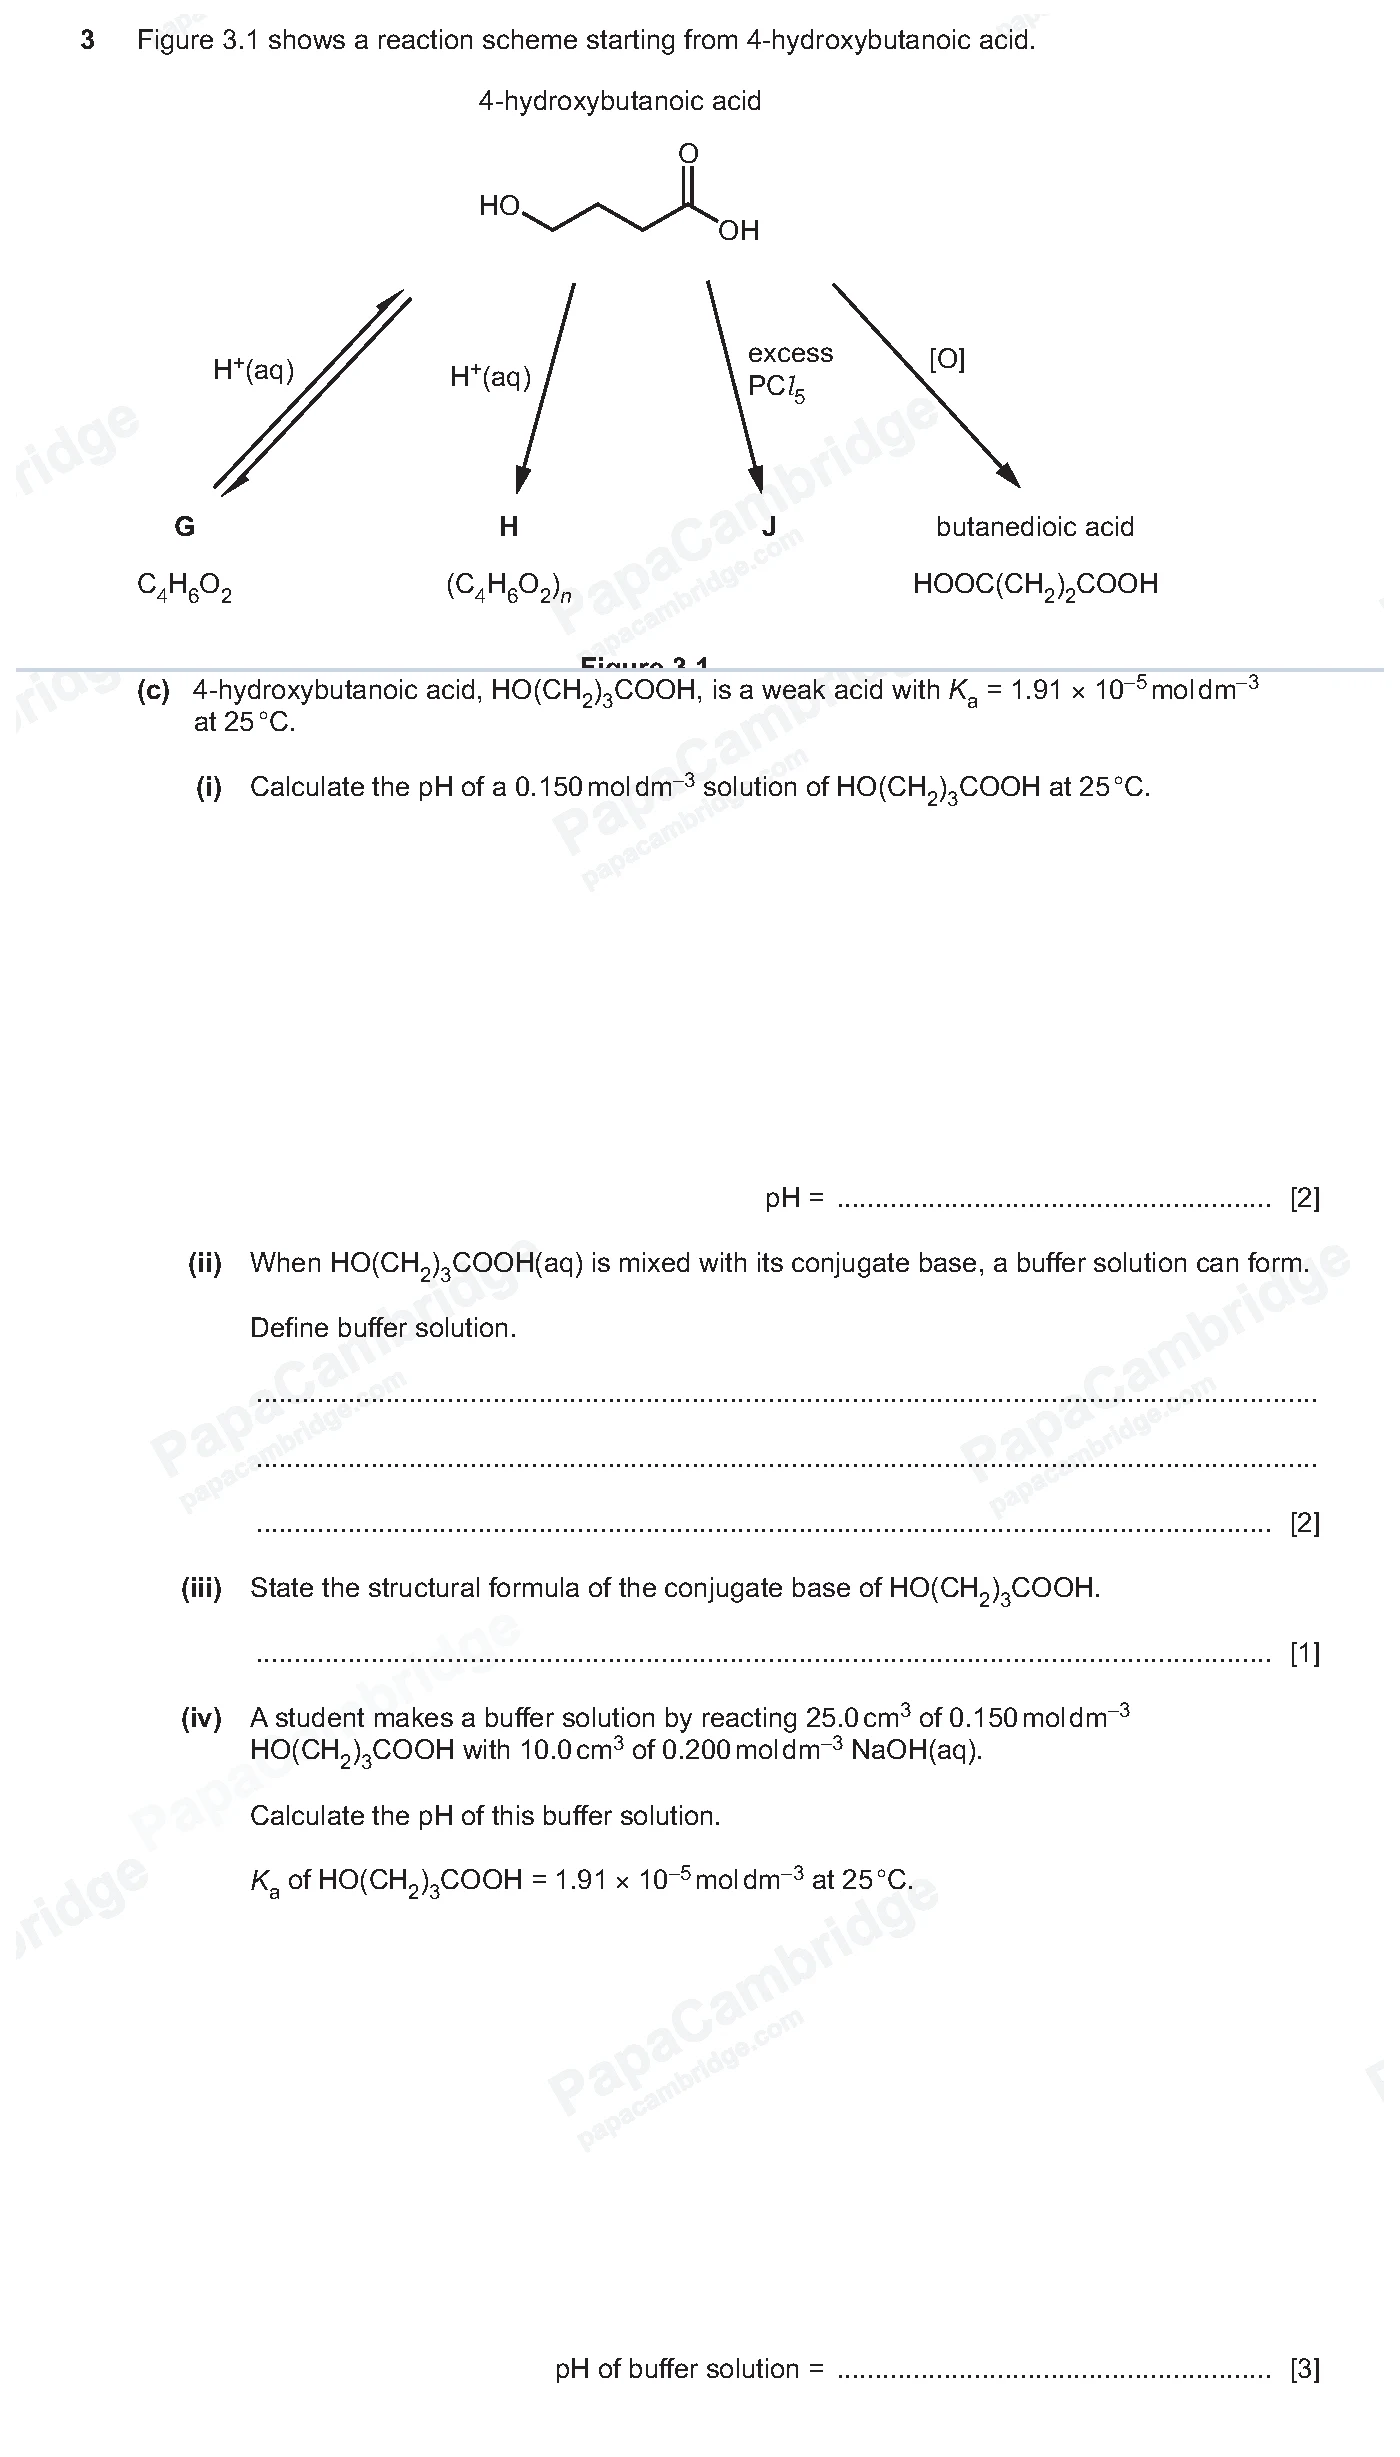 3 Figure 3.1 shows a reaction scheme starting from 4-hydroxybutanoic acid.
4-hydroxybutanoic acid
O
HO
OH
H⁺(aq)
H⁺(aq)
excess
PCl₅
[O]
G
H
J
butanedioic acid
C₄H₆O₂
(C₄H₆O₂)ₙ
HOOC(CH₂)₂COOH
Figure 3.1
(c) 4-hydroxybutanoic acid, HO(CH₂)₃COOH, is a weak acid with Kₐ = 1.91 × 10⁻⁵ mol dm⁻³
at 25 °C.
(i) Calculate the pH of a 0.150 mol dm⁻³ solution of HO(CH₂)₃COOH at 25 °C.
pH = ........................................................ [2]
(ii) When HO(CH₂)₃COOH(aq) is mixed with its conjugate base, a buffer solution can form.
Define buffer solution.
........................................................
........................................................
........................................................ [2]
(iii) State the structural formula of the conjugate base of HO(CH₂)₃COOH.
........................................................ [1]
(iv) A student makes a buffer solution by reacting 25.0 cm³ of 0.150 mol dm⁻³
HO(CH₂)₃COOH with 10.0 cm³ of 0.200 mol dm⁻³ NaOH(aq).
Calculate the pH of this buffer solution.
Kₐ of HO(CH₂)₃COOH = 1.91 × 10⁻⁵ mol dm⁻³ at 25 °C.
pH of buffer solution = ........................................................ [3]
PapaCambridge
papacambridge.com